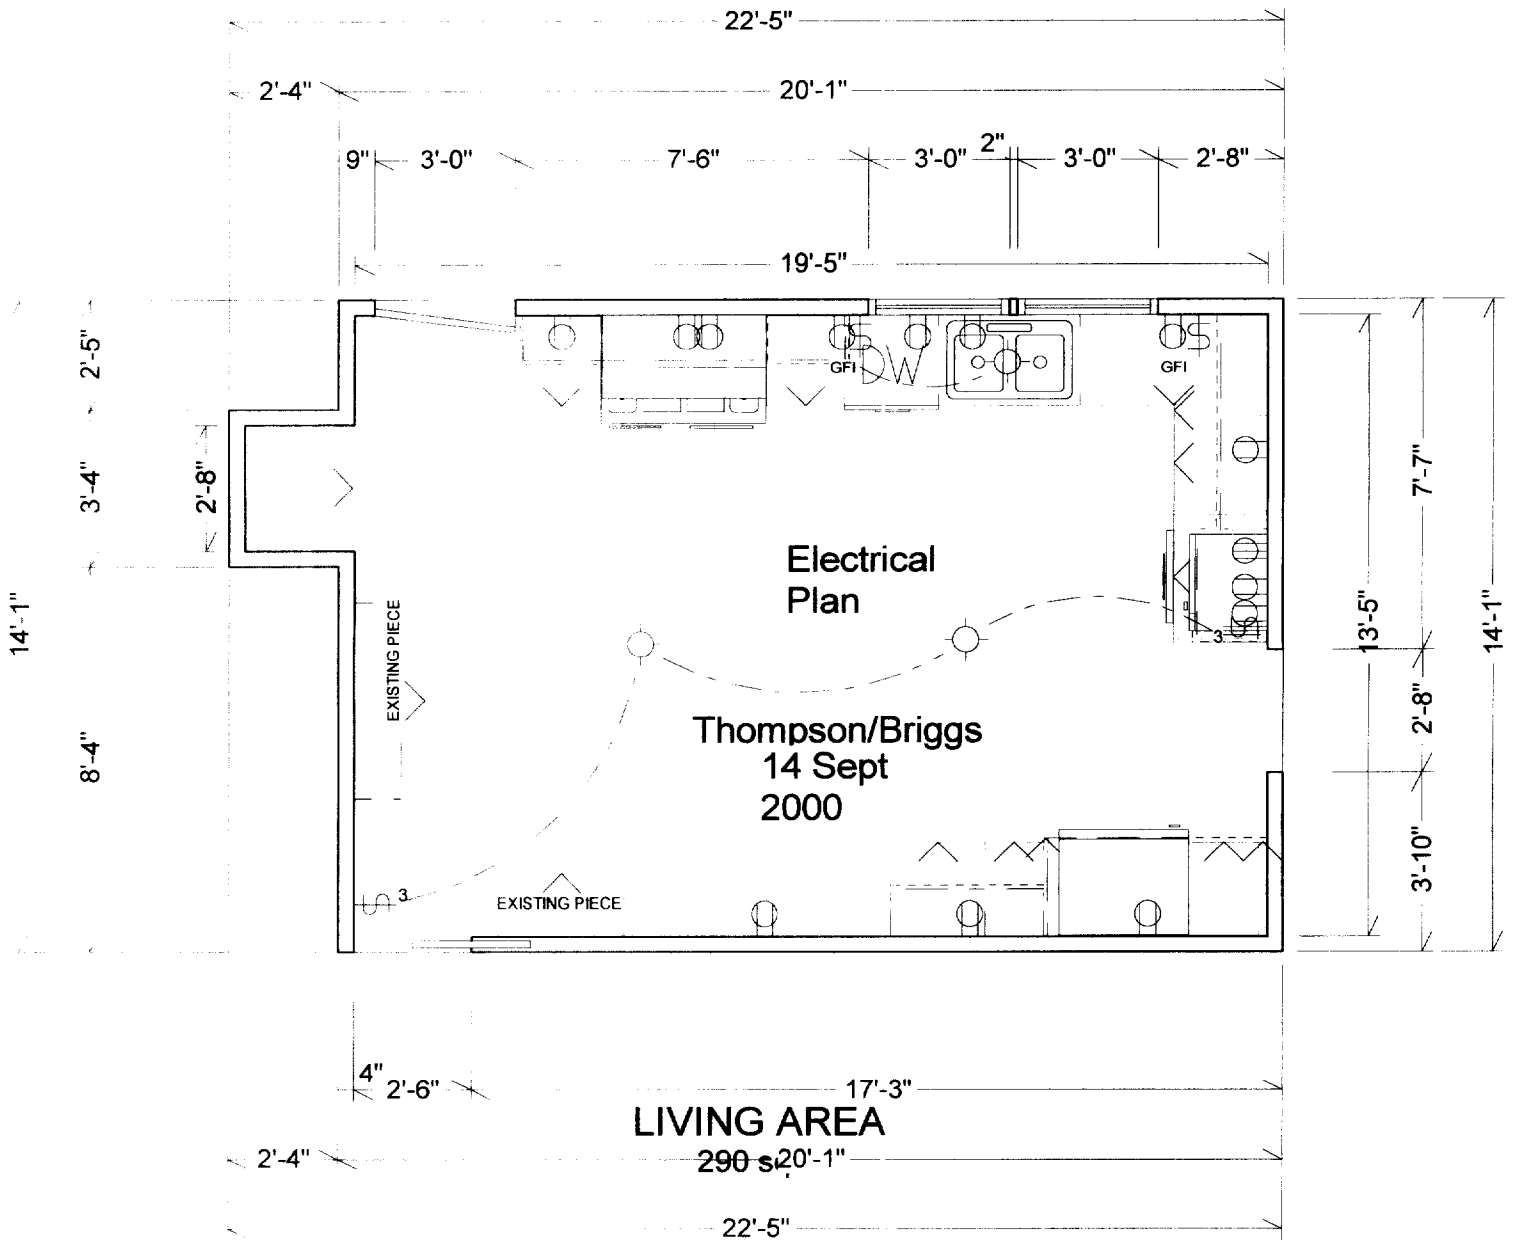 22'-5"
2'-4" 20'-1"
9" 3'-0" 7'-6" 3'-0" 2" 3'-0" 2'-8"
19'-5"
2'-5"
3'-4"
2'-8"
8'-4"
14'-1"
GFI
DW
S
GFI
S
7'-7"
13'-5"
14'-1"
2'-8"
3'-10"
Electrical
Plan
EXISTING PIECE
3
S
Thompson/Briggs
14 Sept
2000
S 3
EXISTING PIECE
4" 2'-6" 17'-3"
LIVING AREA
2'-4" 290 20'-1"
22'-5"